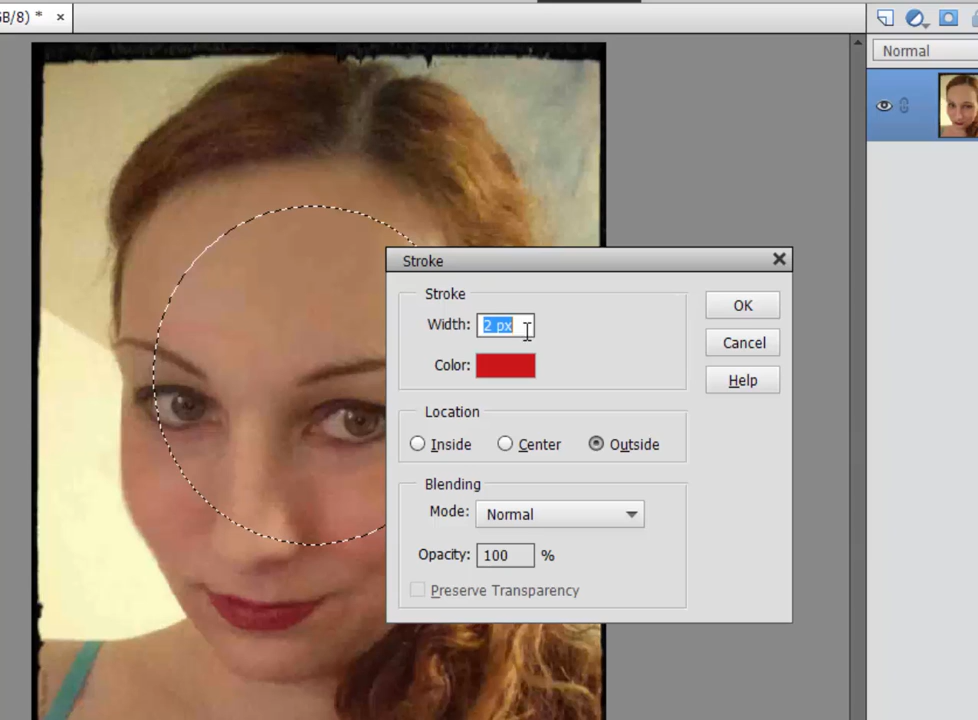 GB/8) * ×
Normal
Stroke
Stroke
Width: 2 px
Color:
OK
Cancel
Help
Location
Inside Center Outside
Blending
Mode: Normal
Opacity: 100 %
Preserve Transparency